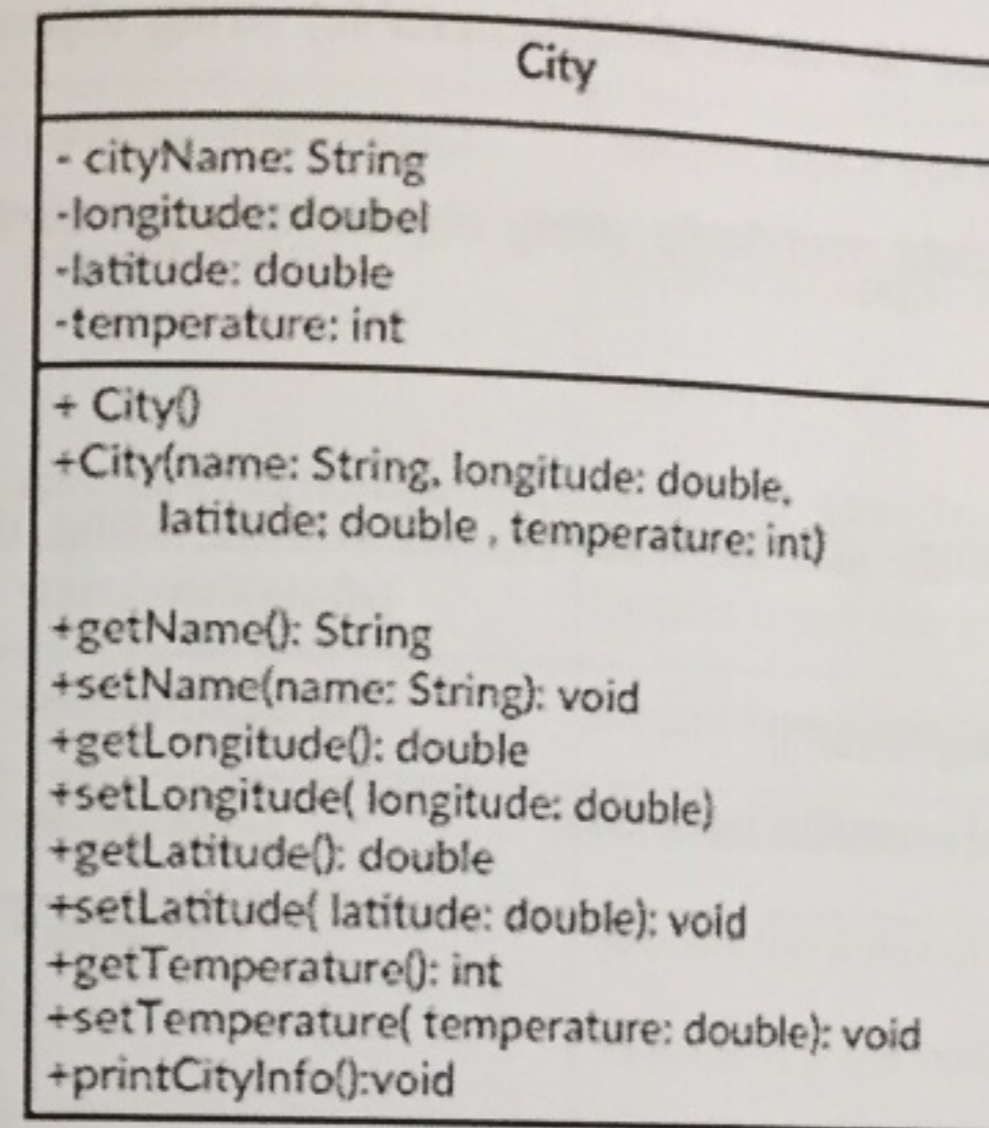 City
- cityName: String
-longitude: doubel
-latitude: double
-temperature: int
+ City()
+City(name: String, longitude: double,
latitude: double , temperature: int)
+getName(): String
+setName(name: String): void
+getLongitude(): double
+setLongitude( longitude: double)
+getLatitude(): double
+setLatitude( latitude: double): void
+getTemperature(): int
+setTemperature( temperature: double): void
+printCityInfo():void